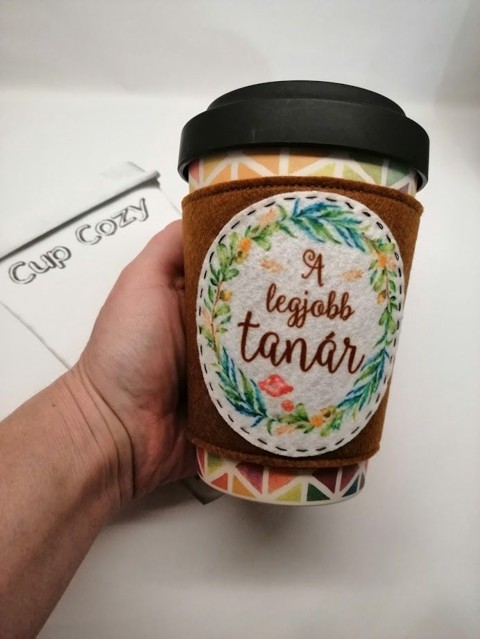 Cup Cozy
A
legjobb
tanár